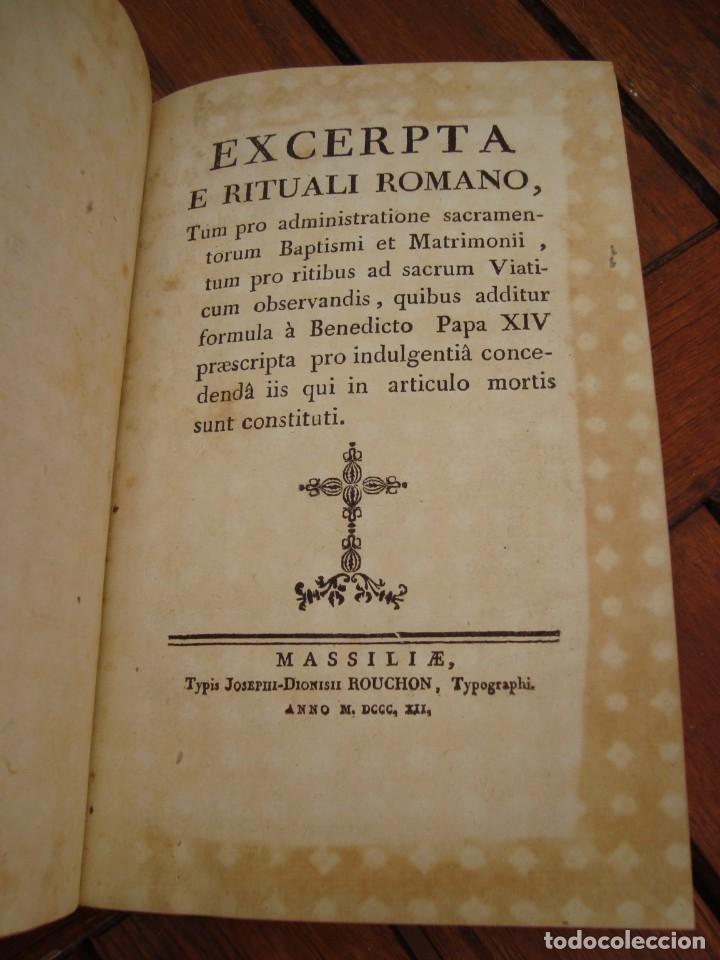 EXCERPTA
E RITUALI ROMANO,
Tum pro administratione sacramen-
torum Baptismi et Matrimonii,
tum pro ritibus ad sacrum Viati-
cum observandis, quibus additur
formula à Benedicto Papa XIV
præscripta pro indulgentiâ conce-
dendâ iis qui in articulo mortis
sunt constituti.
MASSILIÆ,
Typis JOSEPHI-DIONISII ROUCHON, Typographi.
ANNO M. DCCC. XII.
todocoleccion